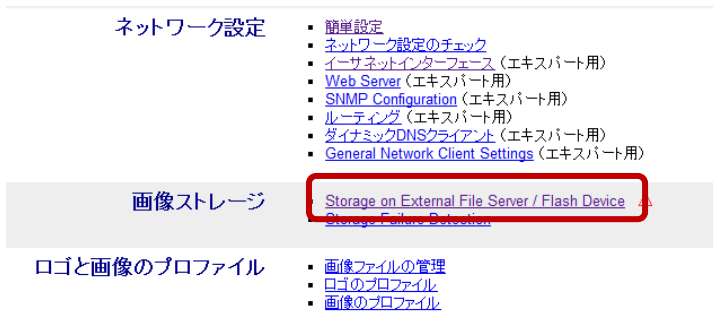 ネットワーク設定
簡単設定
ネットワーク設定のチェック
イーサネットインターフェース (エキスパート用)
Web Server (エキスパート用)
SNMP Configuration (エキスパート用)
ルーティング (エキスパート用)
ダイナミックDNSクライアント (エキスパート用)
General Network Client Settings (エキスパート用)
画像ストレージ
Storage on External File Server / Flash Device
Storage Failure Detection
ロゴと画像のプロファイル
画像ファイルの管理
ロゴのプロファイル
画像のプロファイル